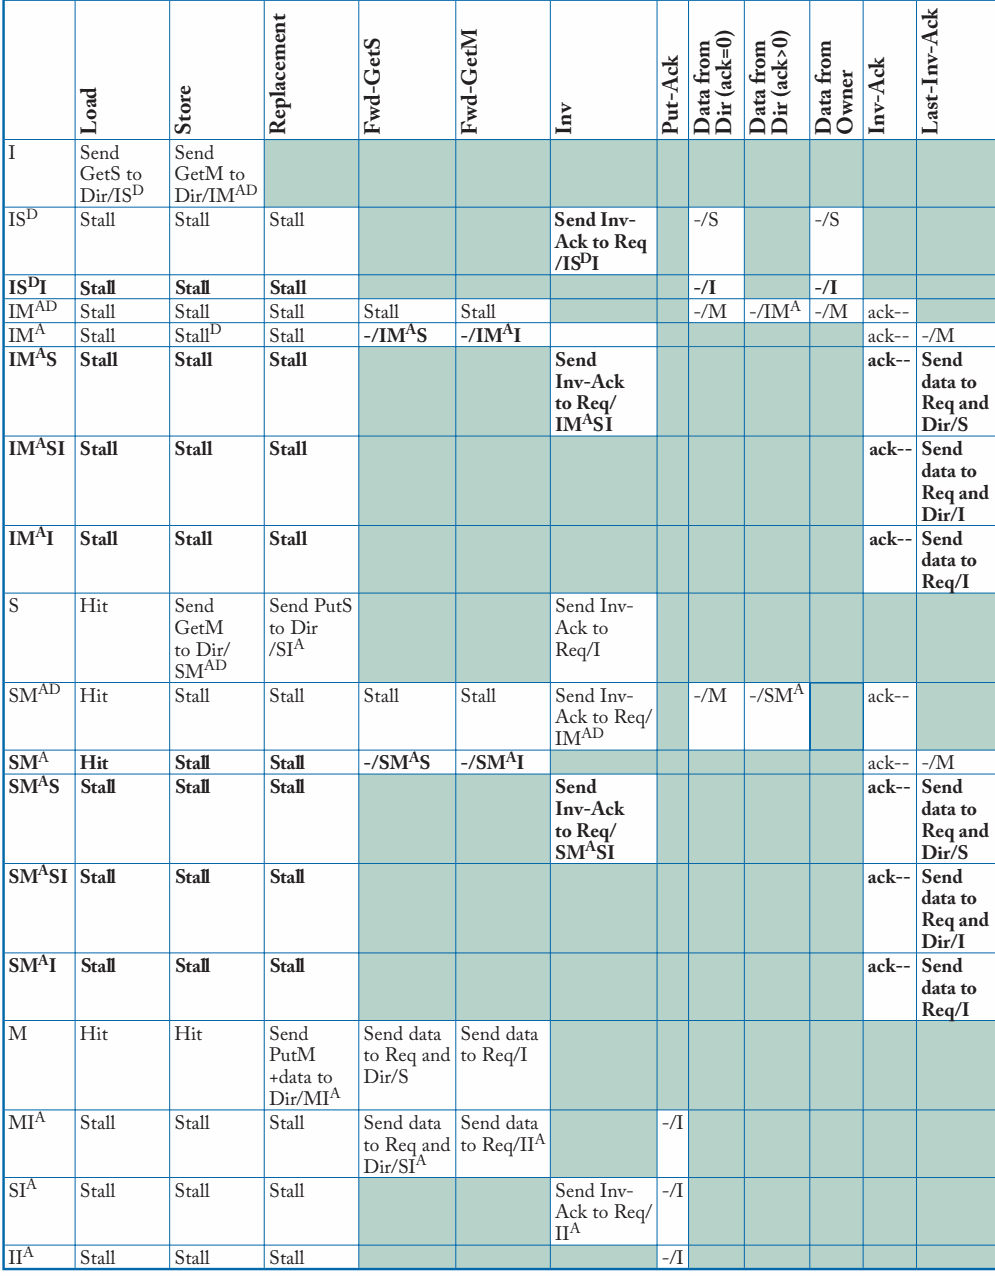 Load Store Replacement Fwd-GetS Fwd-GetM Inv Put-Ack Data from Dir (ack=0) Data from Dir (ack>0) Data from Owner Inv-Ack Last-Inv-Ack
I Send GetS to Dir/IS^D Send GetM to Dir/IM^AD
IS^D Stall Stall Stall Send Inv-Ack to Req /IS^DI -/S -/S
IS^DI Stall Stall Stall -/I -/I
IM^AD Stall Stall Stall Stall Stall -/M -/IM^A -/M ack--
IM^A Stall Stall^D Stall -/IM^AS -/IM^AI ack-- -/M
IM^AS Stall Stall Stall Send Inv-Ack to Req/ IM^ASI ack-- Send data to Req and Dir/S
IM^ASI Stall Stall Stall ack-- Send data to Req and Dir/I
IM^AI Stall Stall Stall ack-- Send data to Req/I
S Hit Send GetM to Dir/ SM^AD Send PutS to Dir /SI^A Send Inv-Ack to Req/I
SM^AD Hit Stall Stall Stall Stall Send Inv-Ack to Req/ IM^AD -/M -/SM^A ack--
SM^A Hit Stall Stall -/SM^AS -/SM^AI ack-- -/M
SM^AS Stall Stall Stall Send Inv-Ack to Req/ SM^ASI ack-- Send data to Req and Dir/S
SM^ASI Stall Stall Stall ack-- Send data to Req and Dir/I
SM^AI Stall Stall Stall ack-- Send data to Req/I
M Hit Hit Send PutM +data to Dir/MI^A Send data to Req and Dir/S Send data to Req/I
MI^A Stall Stall Stall Send data to Req and Dir/SI^A Send data to Req/II^A -/I
SI^A Stall Stall Stall Send Inv-Ack to Req/ II^A -/I
II^A Stall Stall Stall -/I